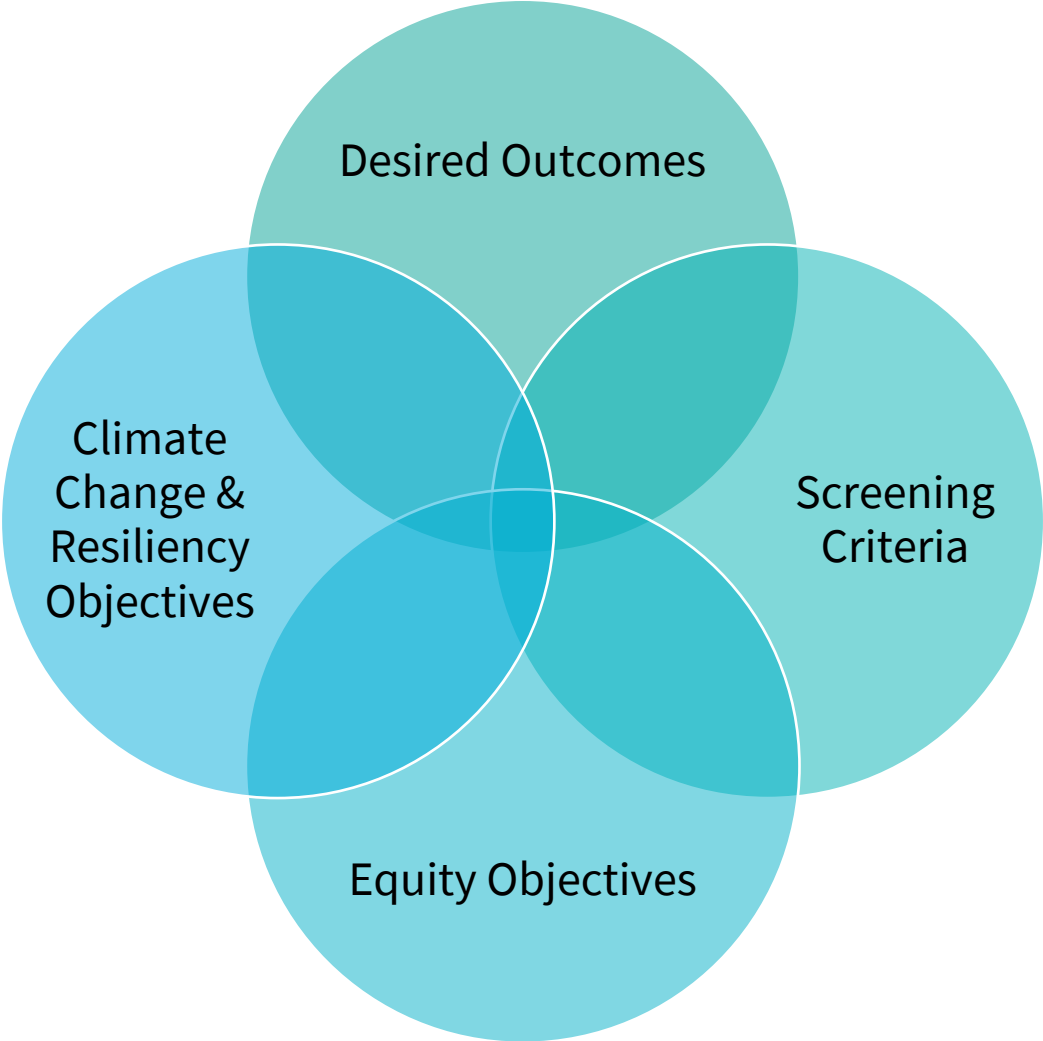 Desired Outcomes
Climate
Change &
Resiliency
Objectives
Screening
Criteria
Equity Objectives